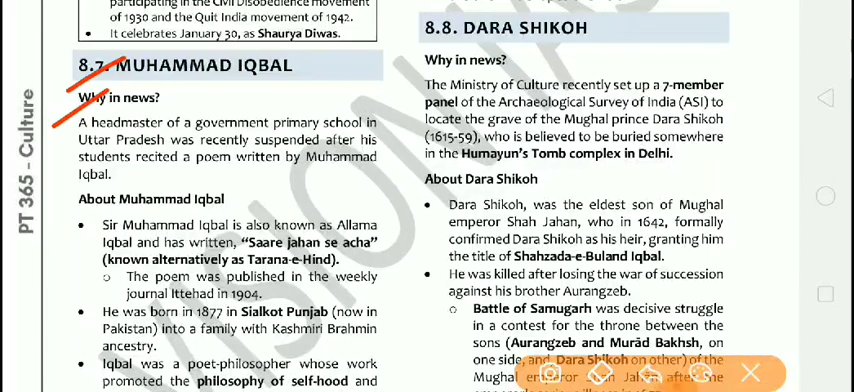 participating in the Civil Disobedience movement
of 1930 and the Quit India movement of 1942.
• It celebrates January 30, as Shaurya Diwas.
8.7. MUHAMMAD IQBAL
Why in news?
A headmaster of a government primary school in
Uttar Pradesh was recently suspended after his
students recited a poem written by Muhammad
Iqbal.
About Muhammad Iqbal
• Sir Muhammad Iqbal is also known as Allama
Iqbal and has written, "Saare jahan se acha"
(known alternatively as Tarana-e-Hind).
o The poem was published in the weekly
journal Ittehad in 1904.
• He was born in 1877 in Sialkot Punjab (now in
Pakistan) into a family with Kashmiri Brahmin
ancestry.
• Iqbal was a poet-philosopher whose work
promoted the philosophy of self-hood and
8.8. DARA SHIKOH
Why in news?
The Ministry of Culture recently set up a 7-member
panel of the Archaeological Survey of India (ASI) to
locate the grave of the Mughal prince Dara Shikoh
(1615-59), who is believed to be buried somewhere
in the Humayun's Tomb complex in Delhi.
About Dara Shikoh
• Dara Shikoh, was the eldest son of Mughal
emperor Shah Jahan, who in 1642, formally
confirmed Dara Shikoh as his heir, granting him
the title of Shahzada-e-Buland Iqbal.
• He was killed after losing the war of succession
against his brother Aurangzeb.
o Battle of Samugarh was decisive struggle
in a contest for the throne between the
sons (Aurangzeb and Murād Bakhsh, on
one side, and Dara Shikoh on other) of the
Mughal emperor Shah Jahan after the
PT 365 - Culture